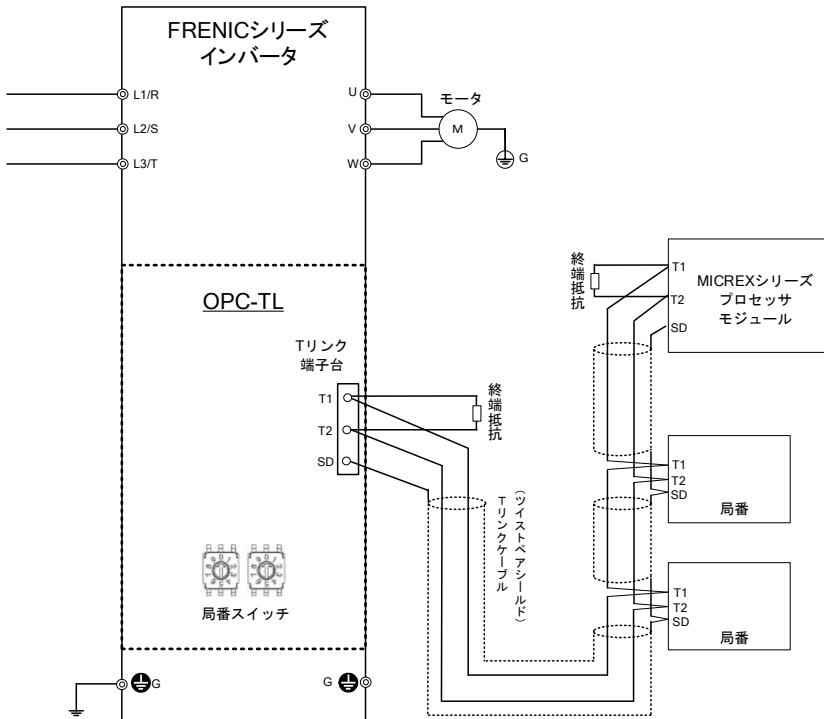 FRENICシリーズ
インバータ
L1/R
L2/S
L3/T
U
V
W
モータ
M
G
OPC-TL
Tリンク
端子台
T1
T2
SD
終端抵抗
Tリンクケーブル
(ツイストペアシールド)
局番スイッチ
G
G
終端抵抗
T1
T2
SD
MICREXシリーズ
プロセッサ
モジュール
T1
T2
SD
局番
T1
T2
SD
局番